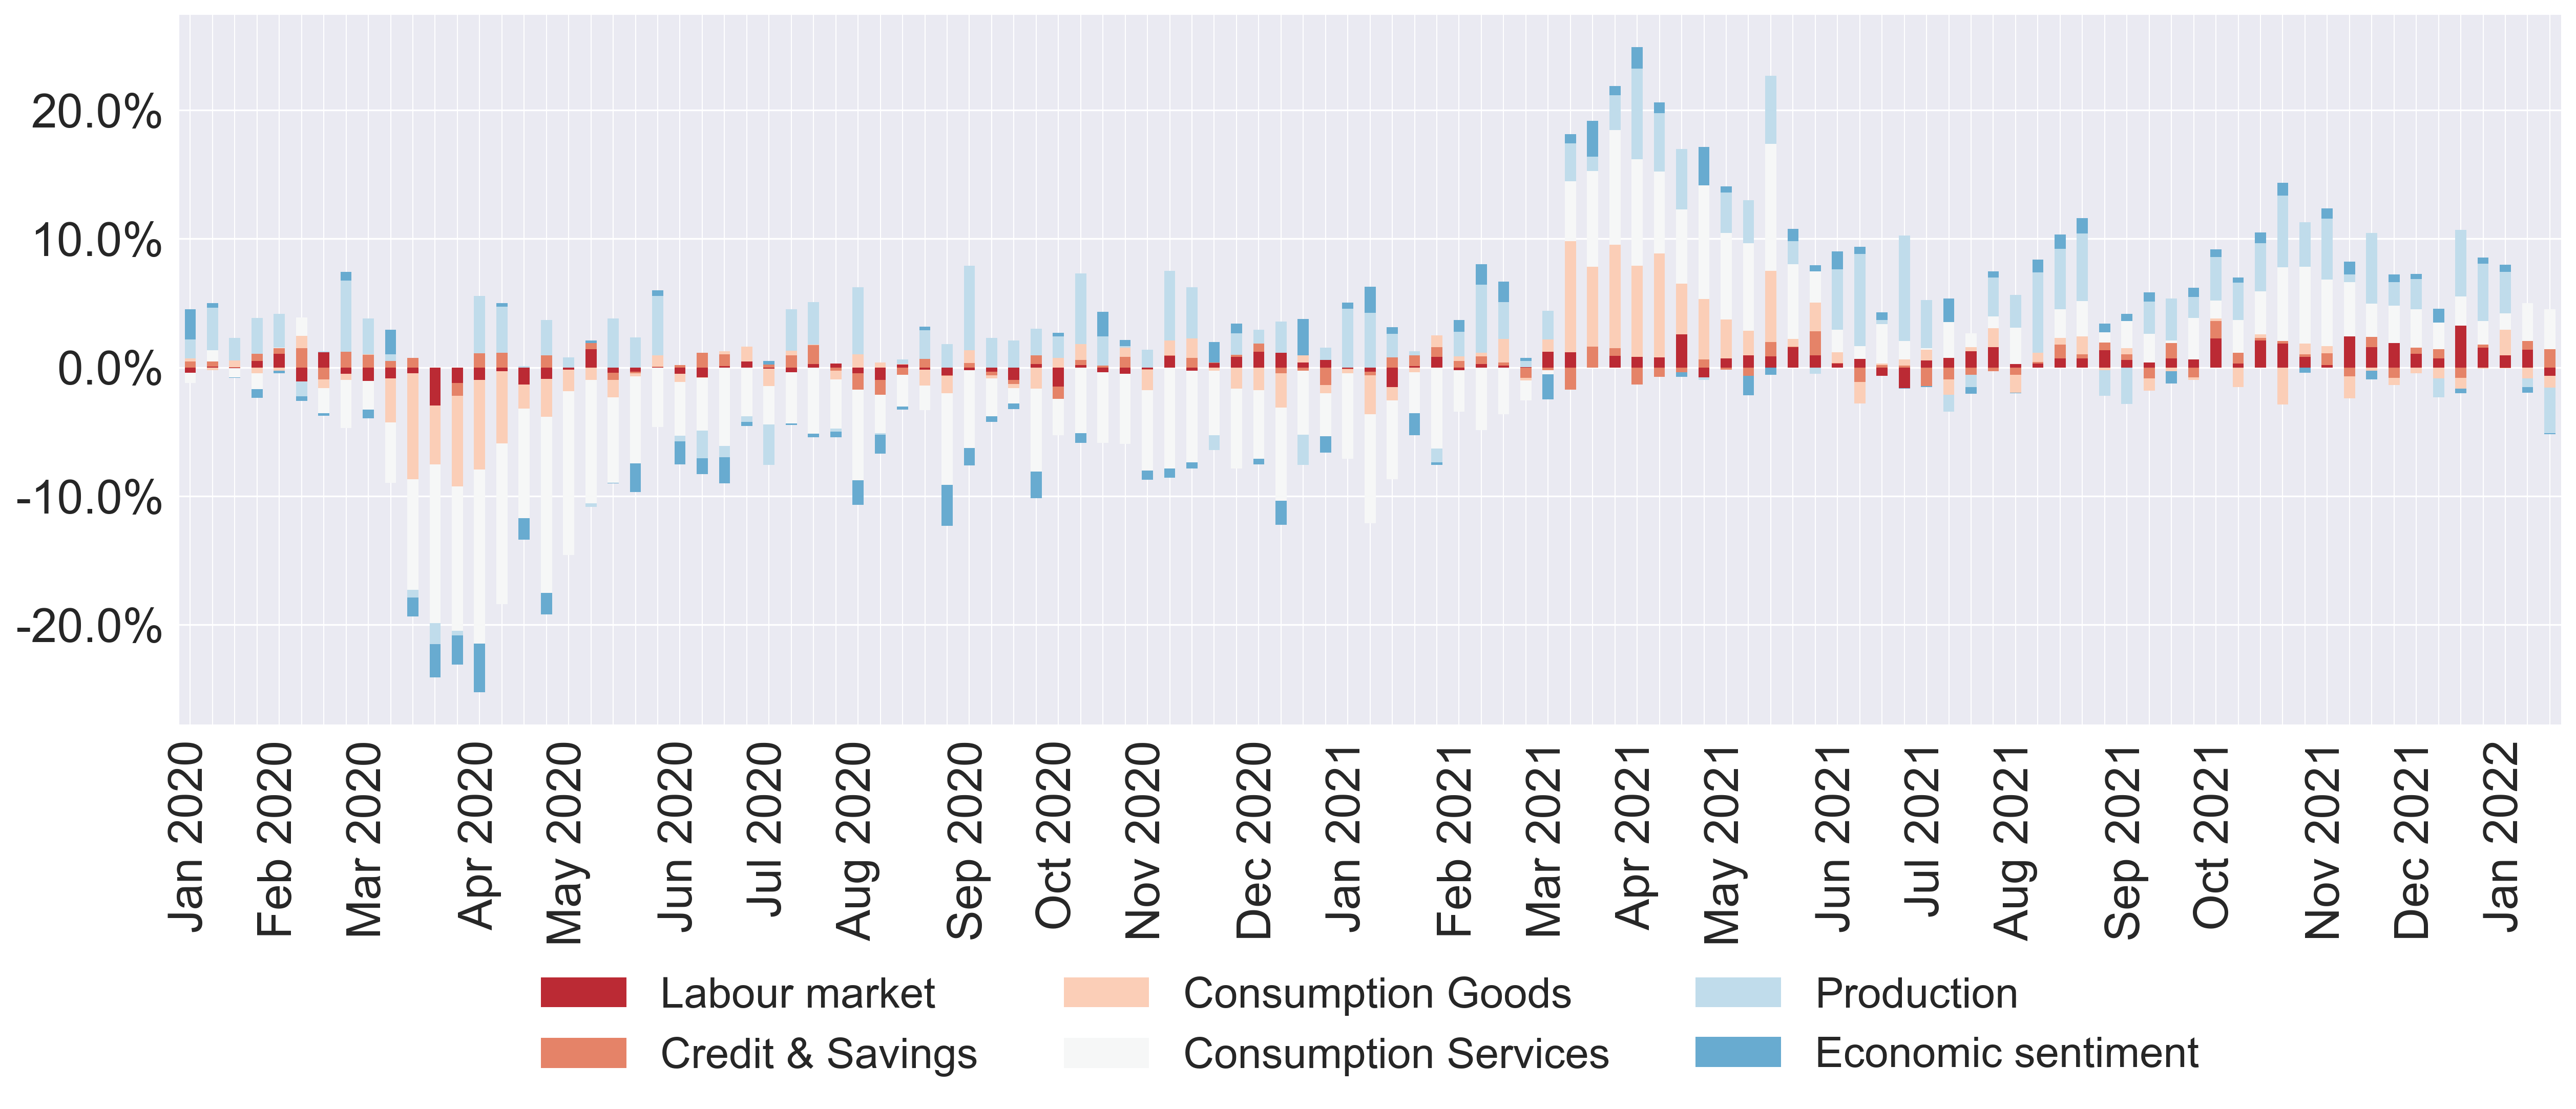 20.0%
10.0%
0.0%
-10.0%
-20.0%
Jan 2020
Feb 2020
Mar 2020
Apr 2020
May 2020
Jun 2020
Jul 2020
Aug 2020
Sep 2020
Oct 2020
Nov 2020
Dec 2020
Jan 2021
Feb 2021
Mar 2021
Apr 2021
May 2021
Jun 2021
Jul 2021
Aug 2021
Sep 2021
Oct 2021
Nov 2021
Dec 2021
Jan 2022
Labour market
Consumption Goods
Production
Credit & Savings
Consumption Services
Economic sentiment